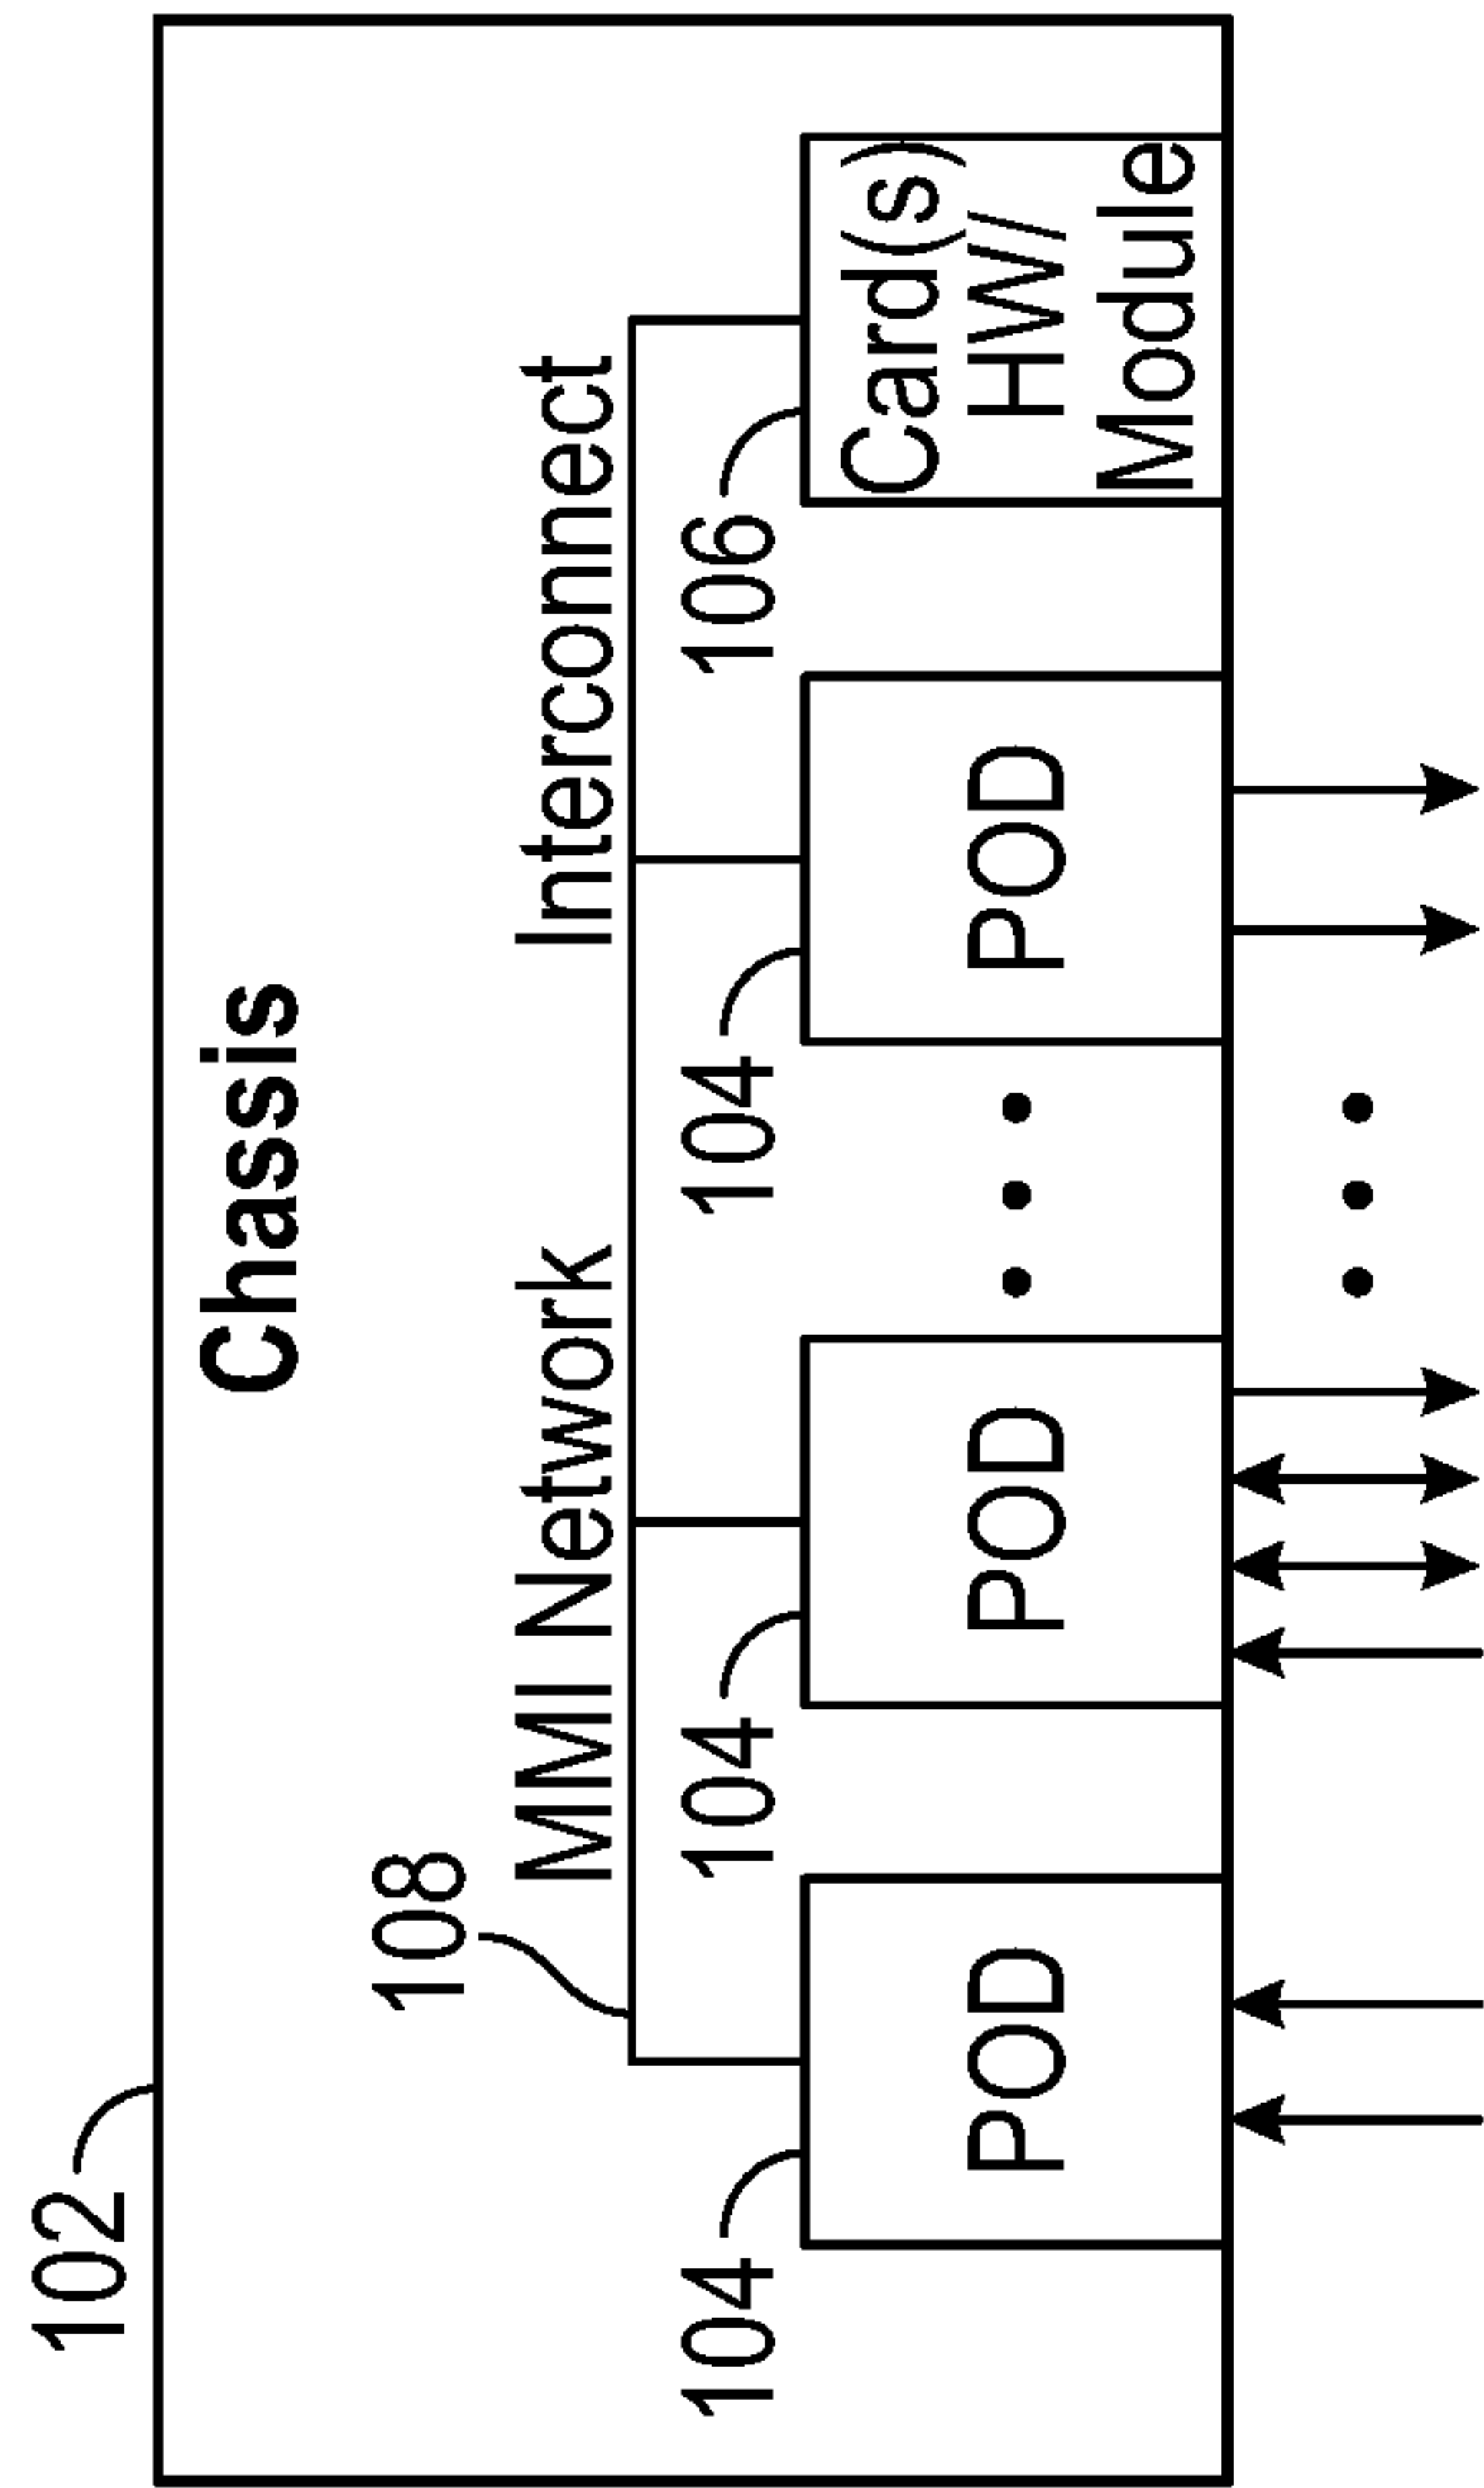 102
Chassis
108
MMI Network
Interconnect
104
104
104
106
POD
POD
POD
Card(s)
HW/
Module